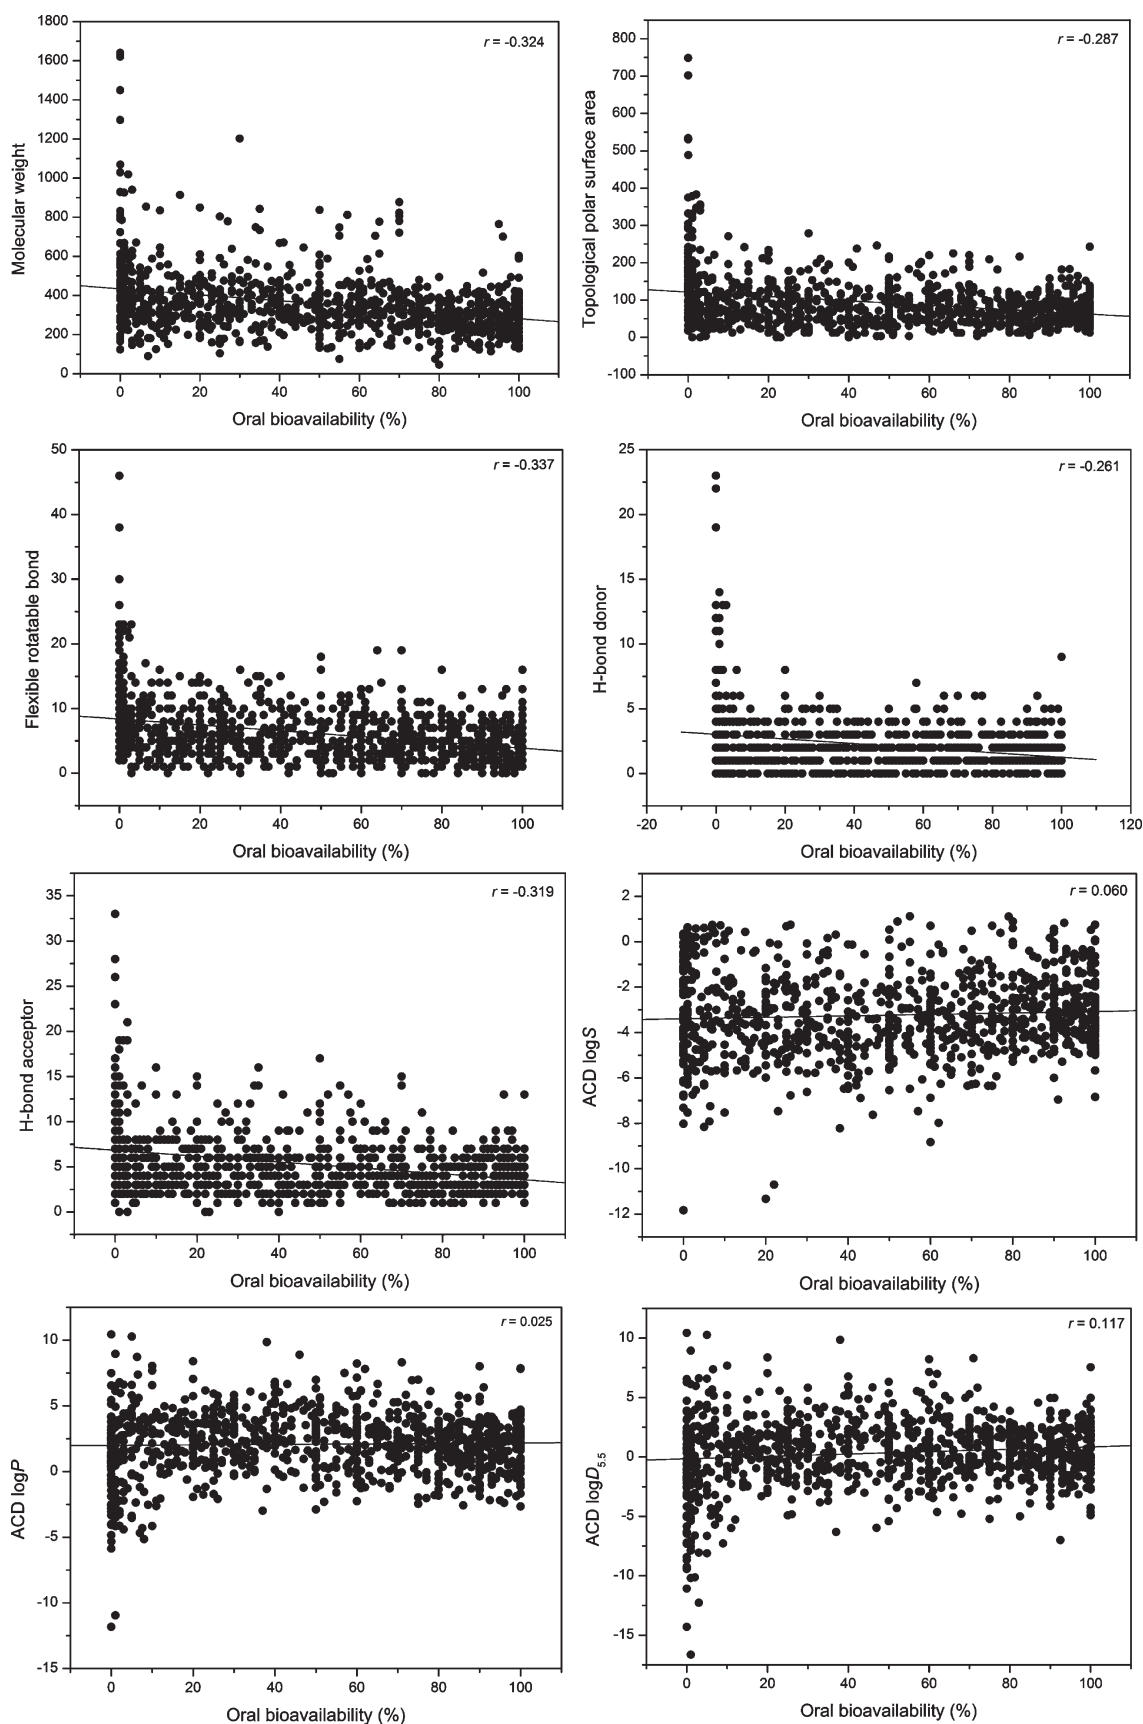 r = -0.324
Molecular weight
1800
1600
1400
1200
1000
800
600
400
200
0
0 20 40 60 80 100
Oral bioavailability (%)
r = -0.287
Topological polar surface area
800
700
600
500
400
300
200
100
0
-100
0 20 40 60 80 100
Oral bioavailability (%)
r = -0.337
Flexible rotatable bond
50
40
30
20
10
0
0 20 40 60 80 100
Oral bioavailability (%)
r = -0.261
H-bond donor
25
20
15
10
5
0
-20 0 20 40 60 80 100 120
Oral bioavailability (%)
r = -0.319
H-bond acceptor
35
30
25
20
15
10
5
0
0 20 40 60 80 100
Oral bioavailability (%)
r = 0.060
ACD logS
2
0
-2
-4
-6
-8
-10
-12
0 20 40 60 80 100
Oral bioavailability (%)
r = 0.025
ACD logP
10
5
0
-5
-10
-15
0 20 40 60 80 100
Oral bioavailability (%)
r = 0.117
ACD logD5.5
10
5
0
-5
-10
-15
0 20 40 60 80 100
Oral bioavailability (%)